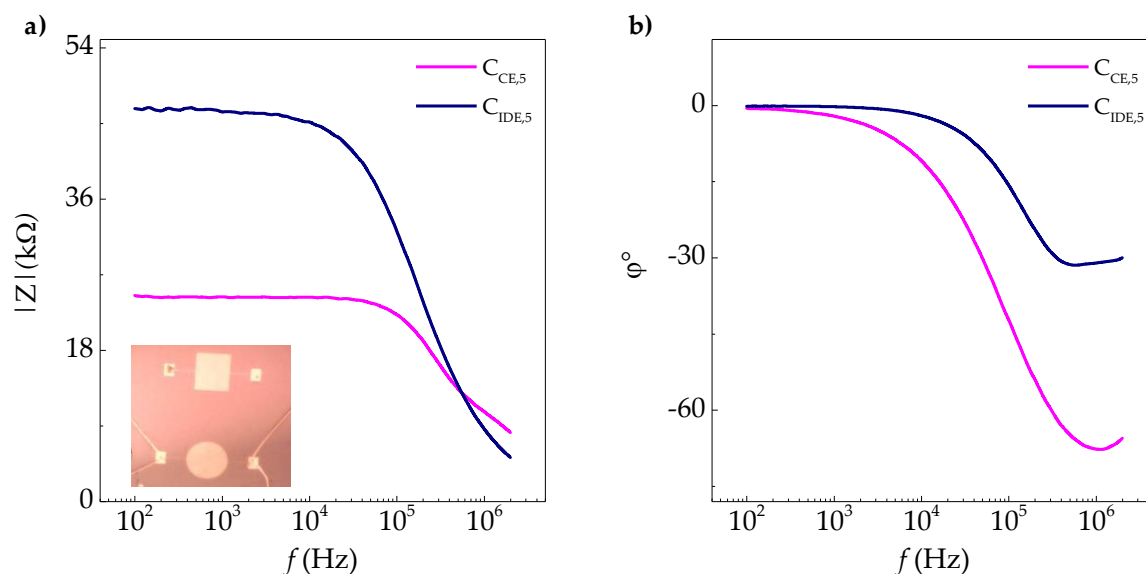 a)
54
36
18
0
|Z| (kΩ)
C_CE,5
C_IDE,5
10^2 10^3 10^4 10^5 10^6
f (Hz)
b)
0
-30
-60
φ°
C_CE,5
C_IDE,5
10^2 10^3 10^4 10^5 10^6
f (Hz)